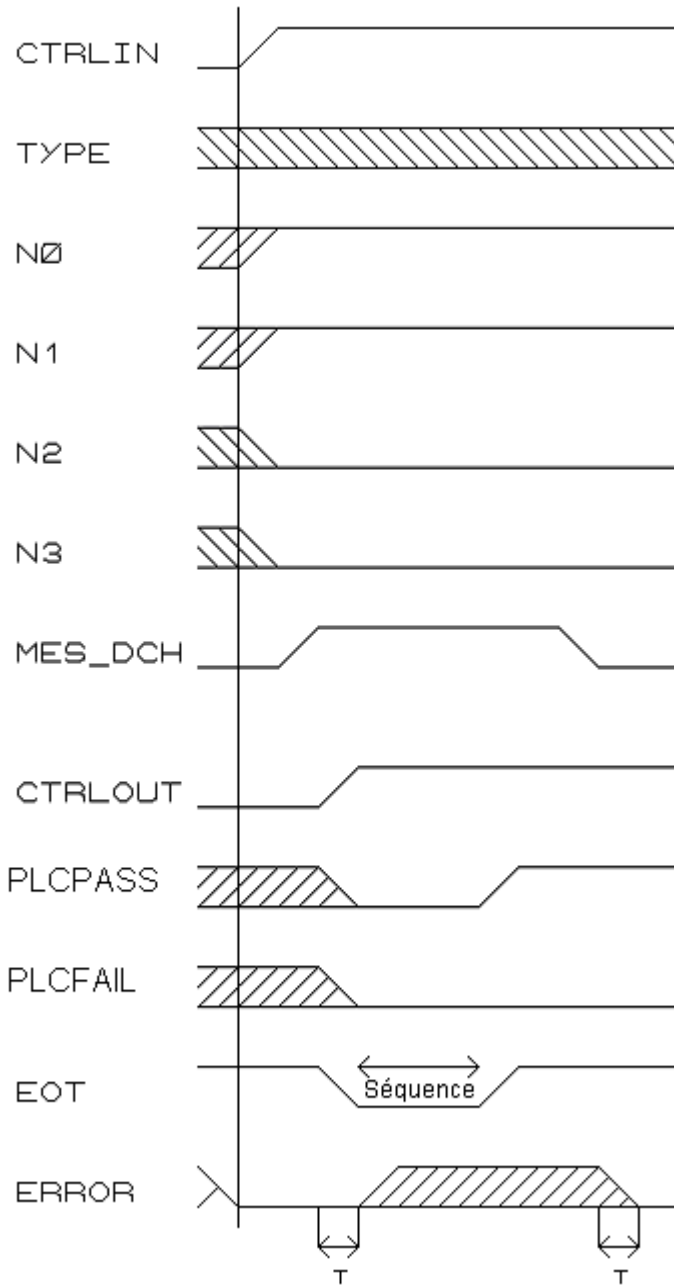 CTRLIN
TYPE
NØ
N1
N2
N3
MES_DCH
CTRLOUT
PLCPASS
PLCFAIL
EOT
Séquence
ERROR
T
T